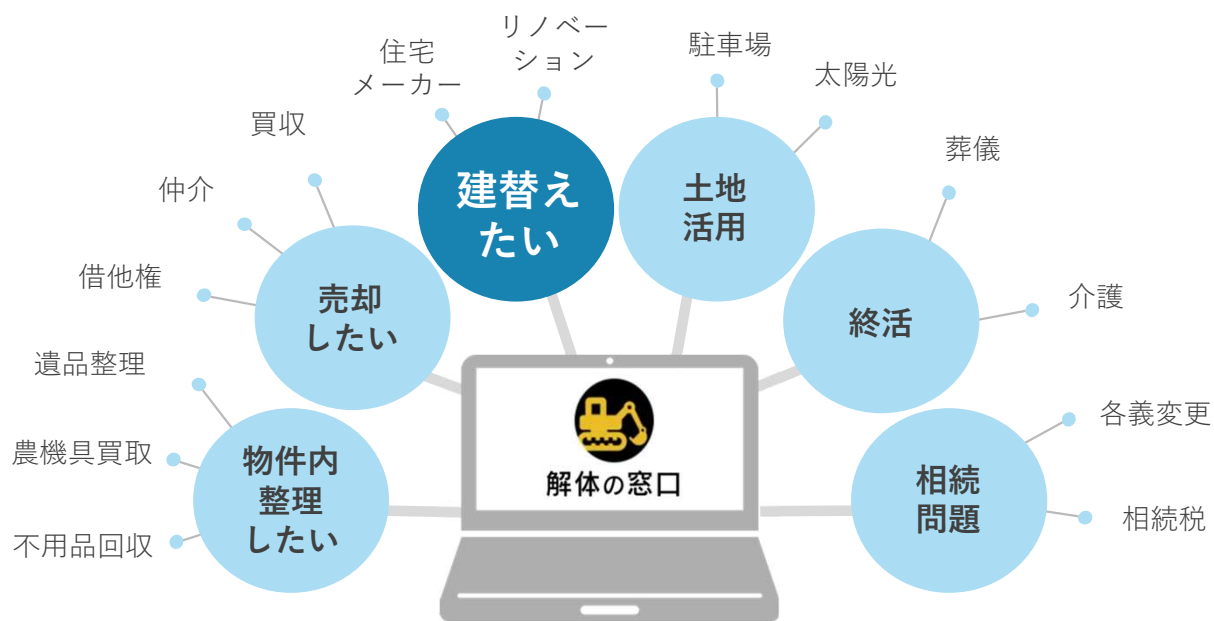 リノベー
ション
住宅
メーカー
駐車場
太陽光
買収
葬儀
仲介
建替え
たい
土地
活用
借他権
売却
したい
終活
介護
遺品整理
農機具買取
不用品回収
物件内
整理
したい
解体の窓口
相続
問題
各義変更
相続税